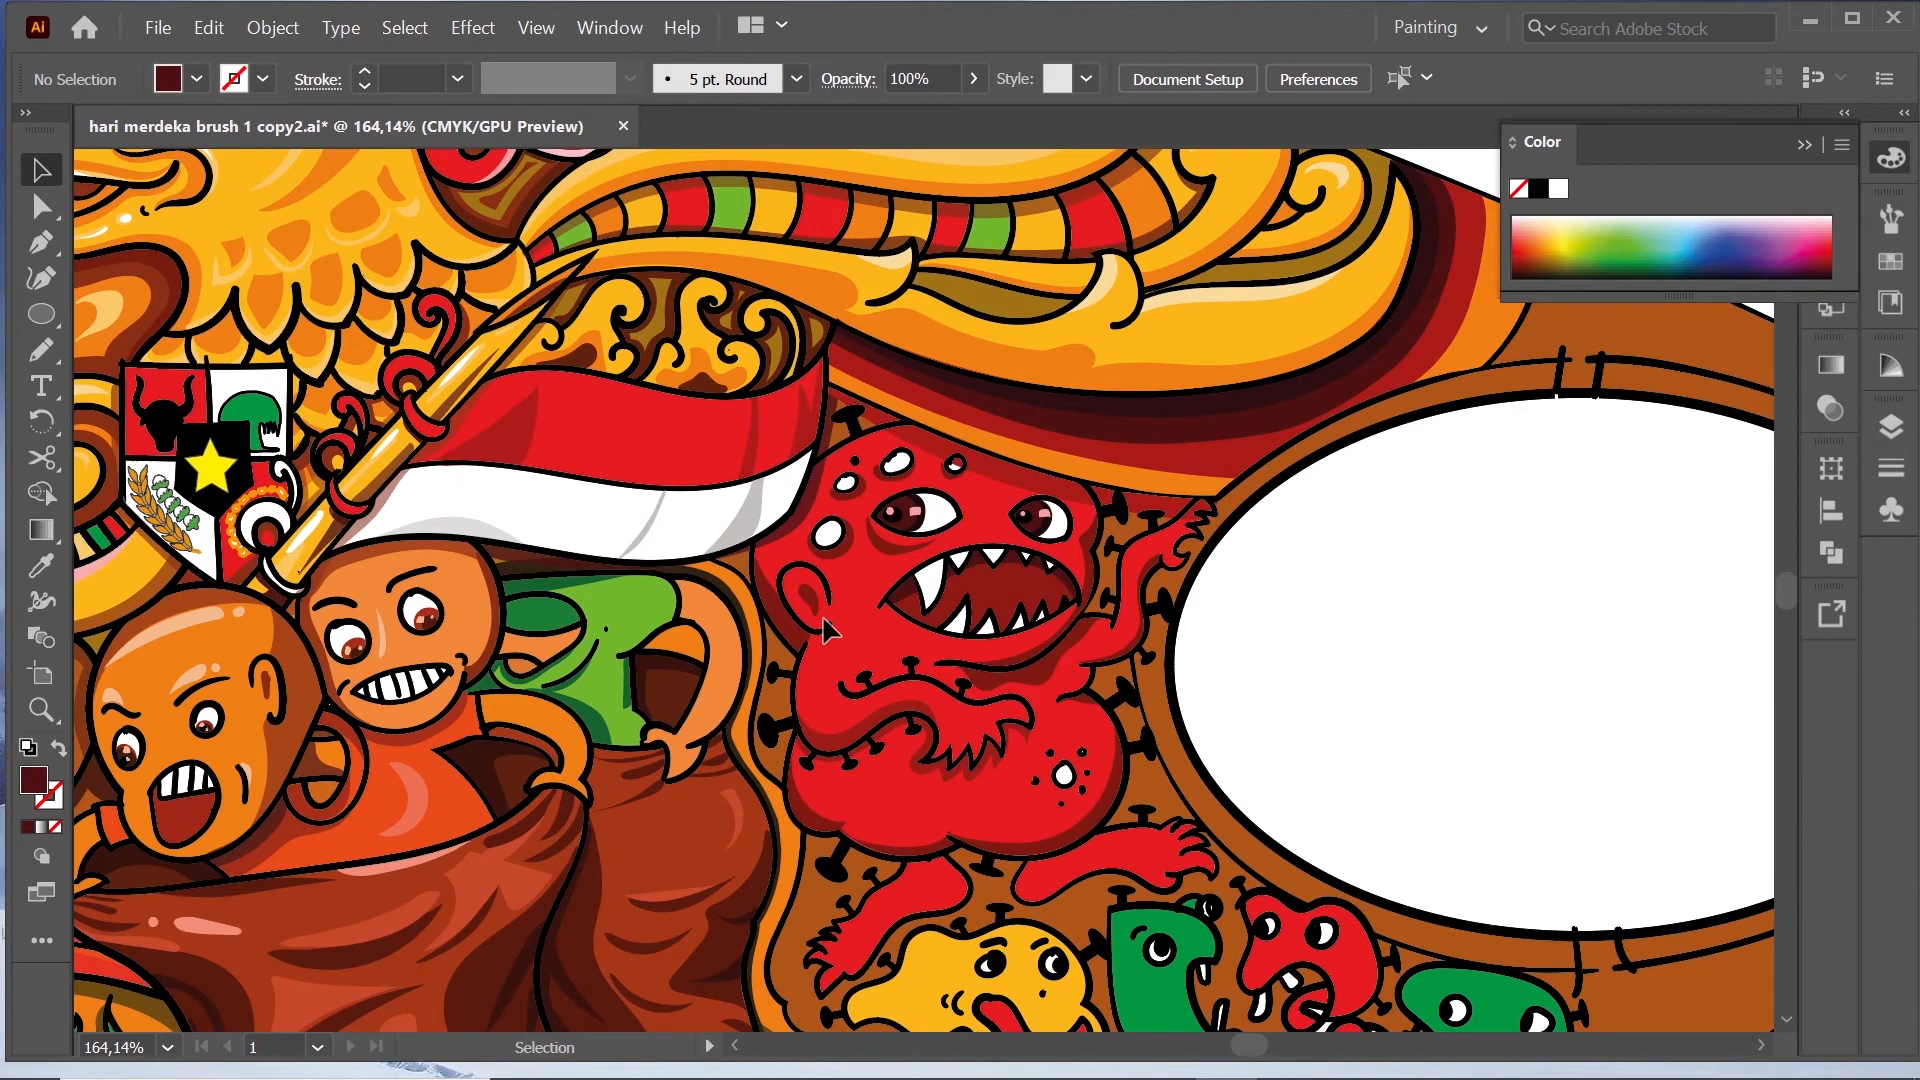 Ai File Edit Object Type Select Effect View Window Help Painting Search Adobe Stock
No Selection Stroke: 5 pt. Round Opacity: 100% Style: Document Setup Preferences
hari merdeka brush 1 copy2.ai* @ 164,14% (CMYK/GPU Preview)
Color
164,14% 1 Selection